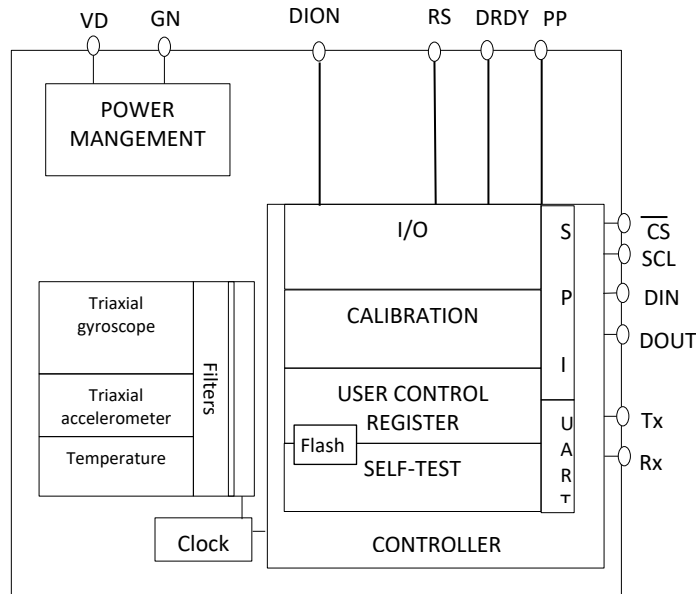 VD GN DION RS DRDY PP
POWER
MANGEMENT
I/O
CALIBRATION
USER CONTROL
REGISTER
Flash
SELF-TEST
CONTROLLER
S
P
I
U
A
R
T
CS
SCL
DIN
DOUT
Tx
Rx
Triaxial
gyroscope
Triaxial
accelerometer
Temperature
Filters
Clock